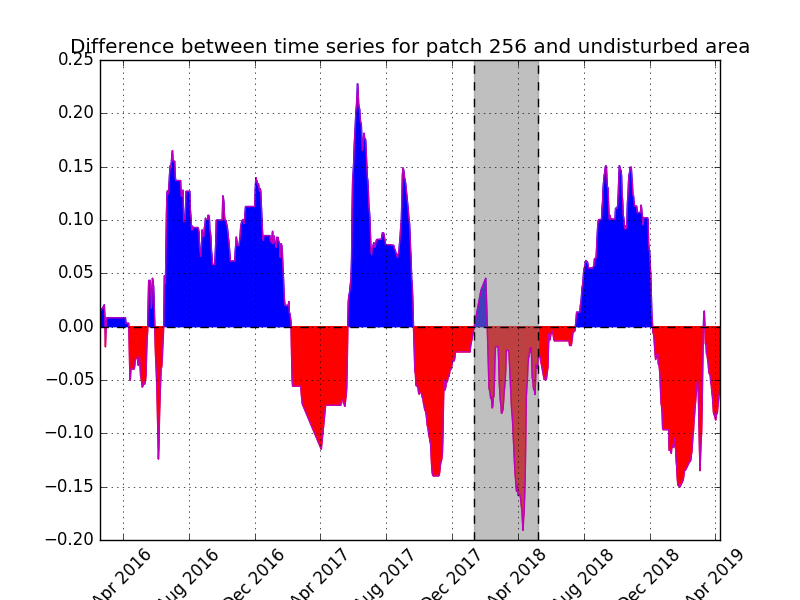 Difference between time series for patch 256 and undisturbed area
0.25
0.20
0.15
0.10
0.05
0.00
−0.05
−0.10
−0.15
−0.20
Apr 2016
Aug 2016
Dec 2016
Apr 2017
Aug 2017
Dec 2017
Apr 2018
Aug 2018
Dec 2018
Apr 2019